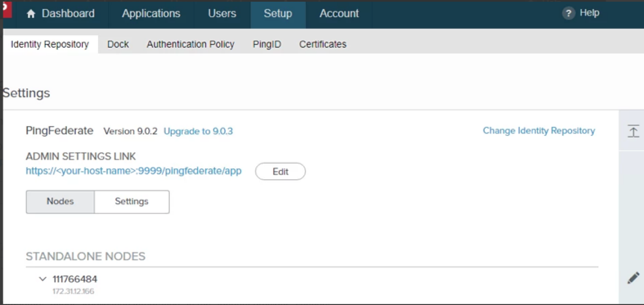 Dashboard Applications Users Setup Account ? Help
Identity Repository Dock Authentication Policy PingID Certificates
Settings
PingFederate Version 9.0.2 Upgrade to 9.0.3 Change Identity Repository
ADMIN SETTINGS LINK
https://<your-host-name>:9999/pingfederate/app Edit
Nodes Settings
STANDALONE NODES
111766484
172.31.12.166